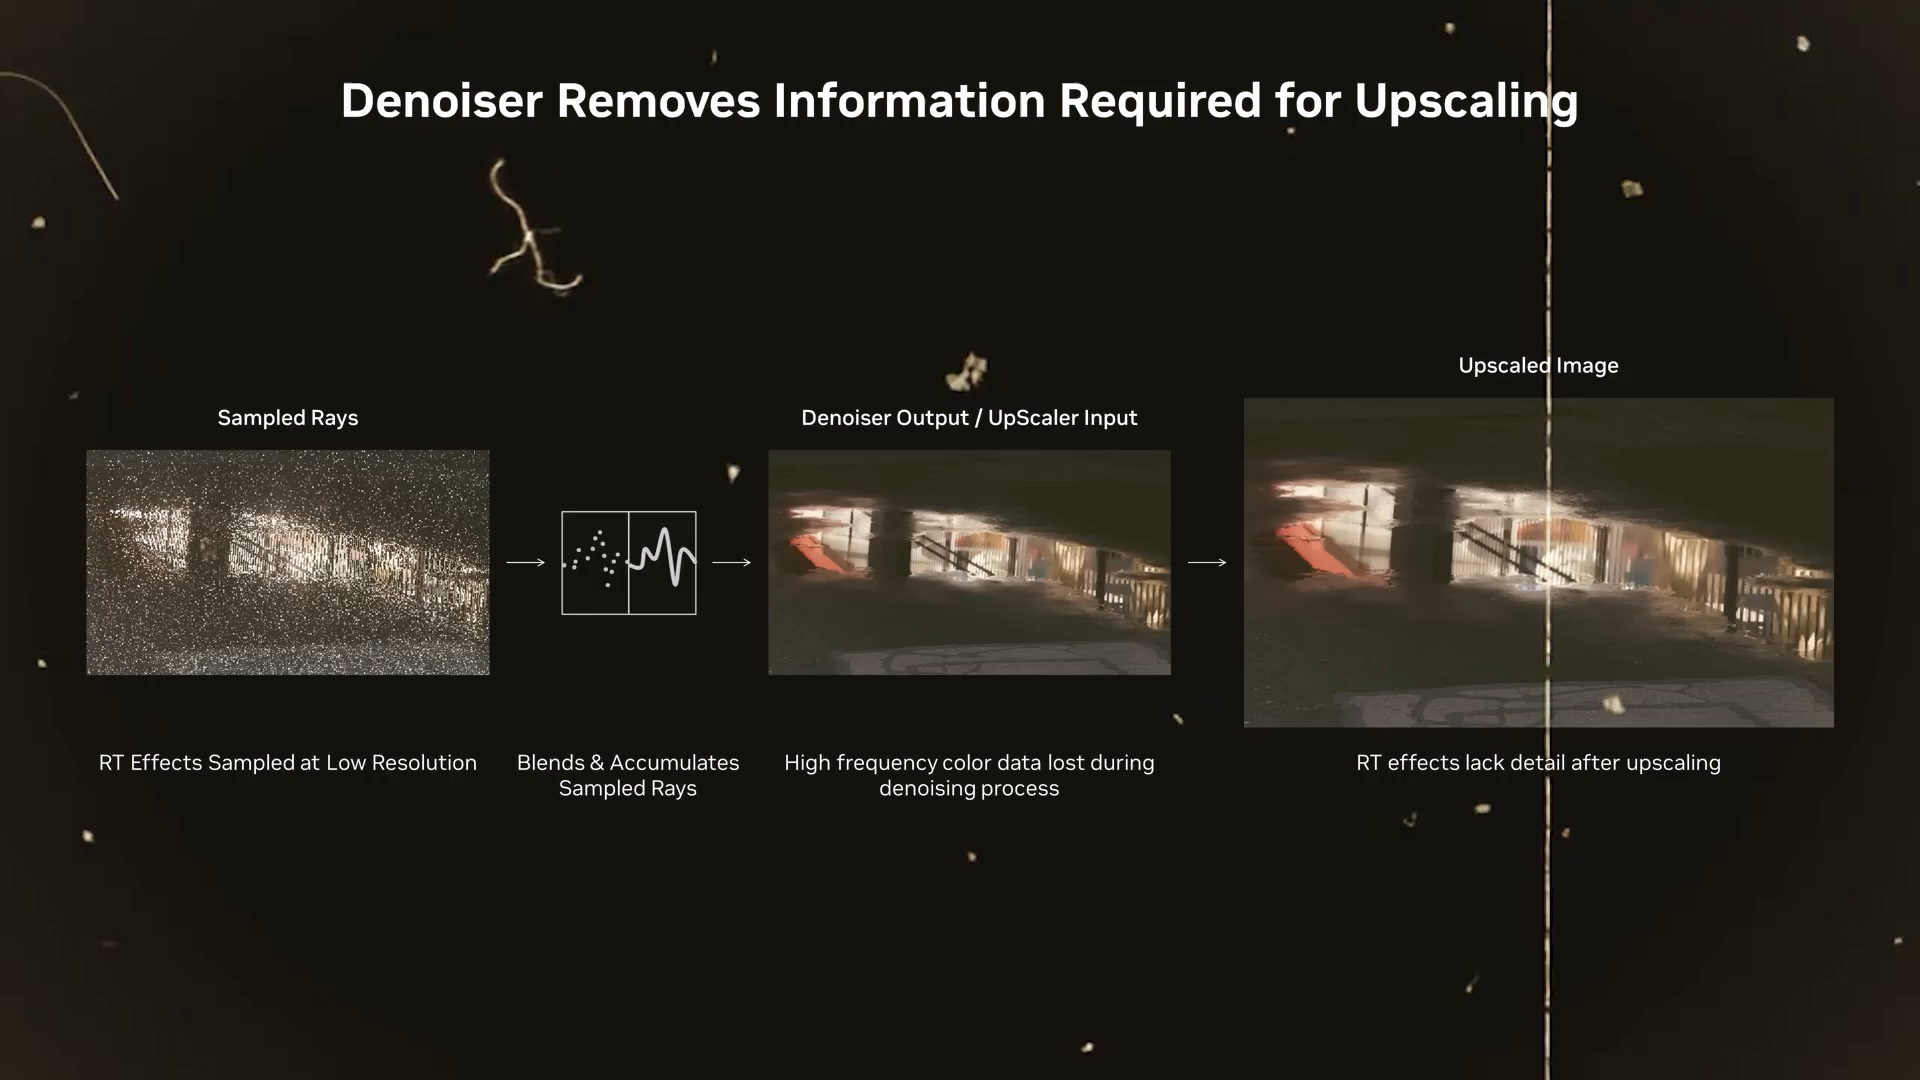 Denoiser Removes Information Required for Upscaling
Upscaled Image
Sampled Rays
Denoiser Output / UpScaler Input
RT Effects Sampled at Low Resolution
Blends & Accumulates
Sampled Rays
High frequency color data lost during
denoising process
RT effects lack detail after upscaling